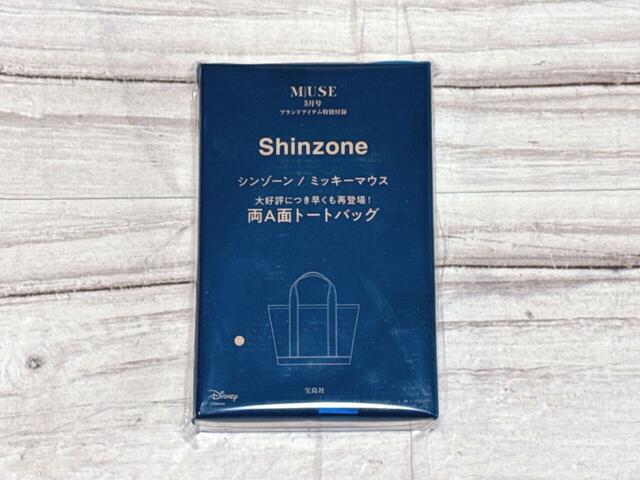 MUSE
5月号
ブランドアイテム特別付録
Shinzone
シンゾーン / ミッキーマウス
大好評につき早くも再登場!
両A面トートバッグ
Disney
宝島社